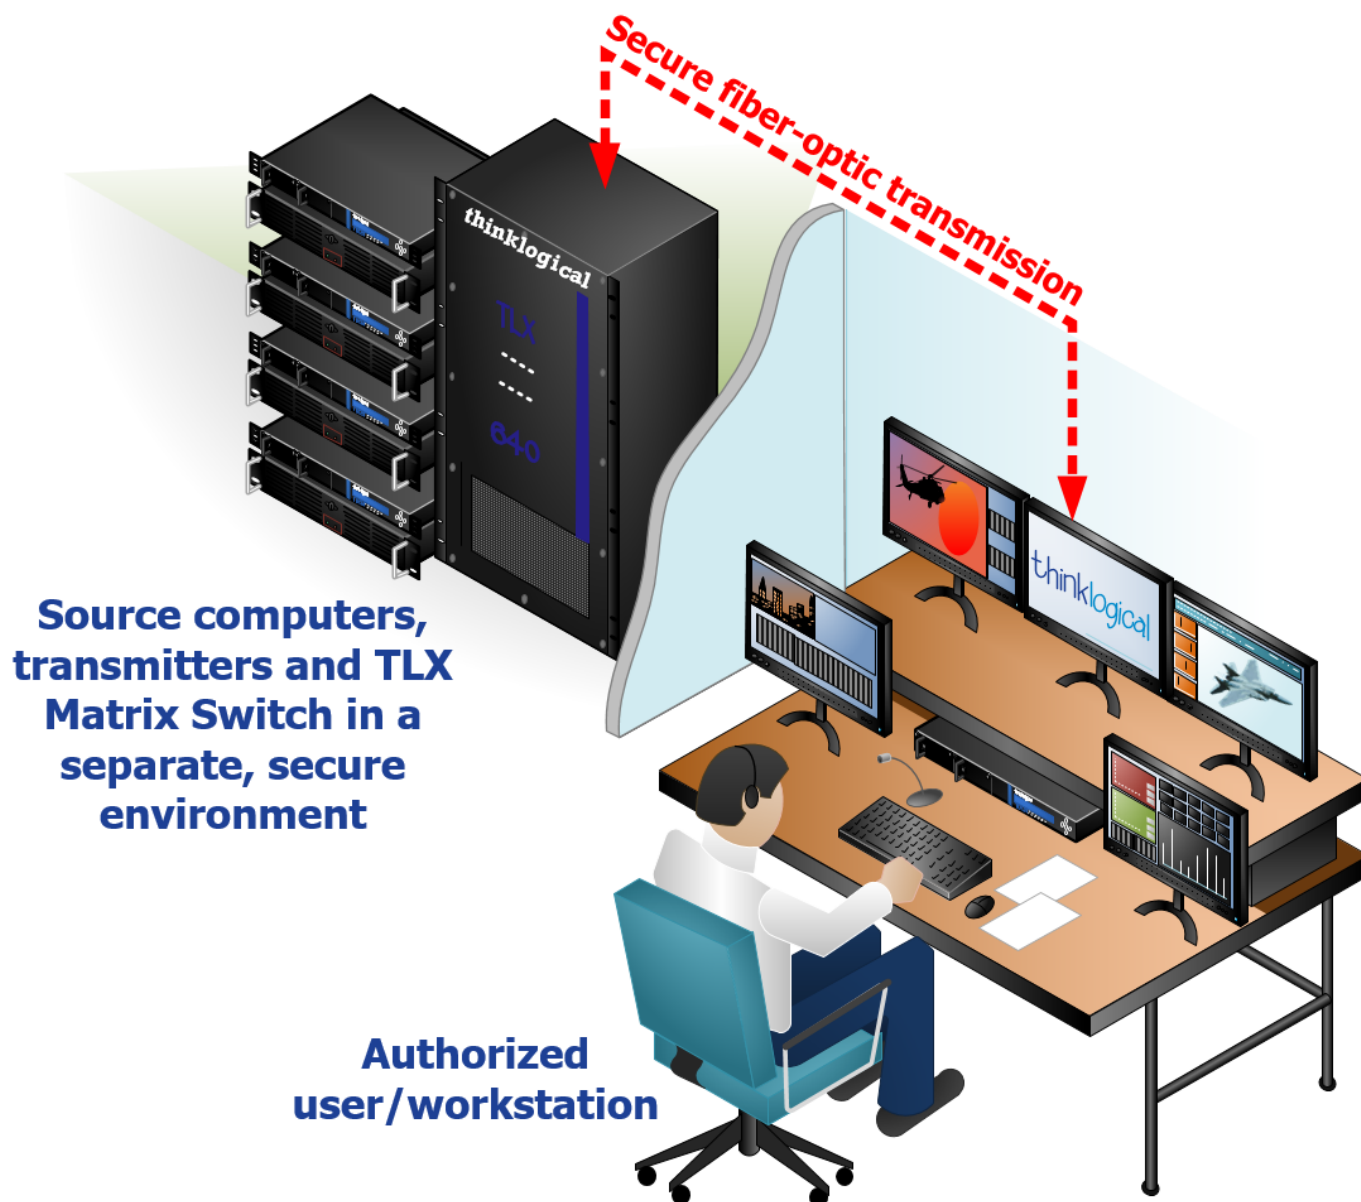 Secure fiber-optic transmission
thinklogical
TLX
640
thinklogical
Source computers,
transmitters and TLX
Matrix Switch in a
separate, secure
environment
Authorized
user/workstation